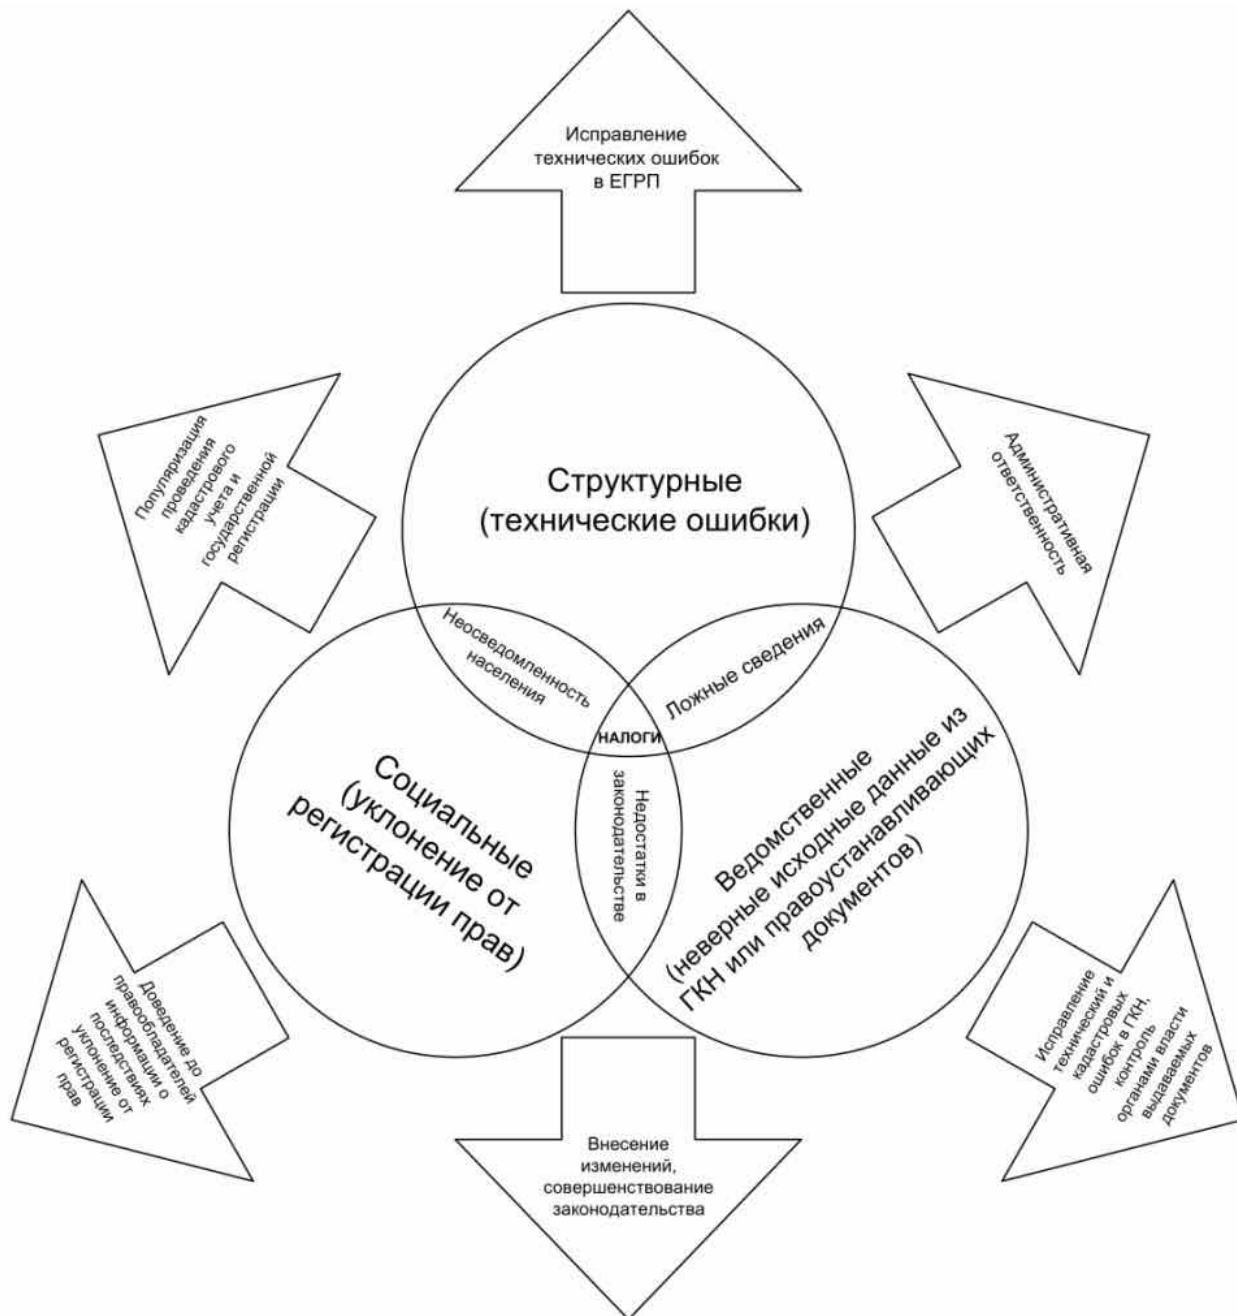 Исправление
технических ошибок
в ЕГРП
Популяризация
проведения
кадастрового
учета и
государственной
регистрации
Административная
ответственность
Структурные
(технические ошибки)
Неосведомленность
населения
Ложные сведения
НАЛОГИ
Социальные
(уклонение от
регистрации прав)
Недостатки в
законодательстве
Ведомственные
(неверные исходные данные из
ГКН или правоустанавливающих
документов)
Доведение до
правообладателей
информации о
последствиях
уклонение от
регистрации
прав
Внесение
изменений,
совершенствование
законодательства
Исправление
технический и
кадастровых
ошибок в ГКН,
контроль
органами власти
выдаваемых
документов